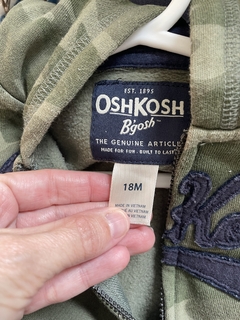 EST. 1895
OSHKOSH
B'gosh
THE GENUINE ARTICLE
MADE FOR FUN. BUILT TO LAST
18M
MADE IN VIETNAM